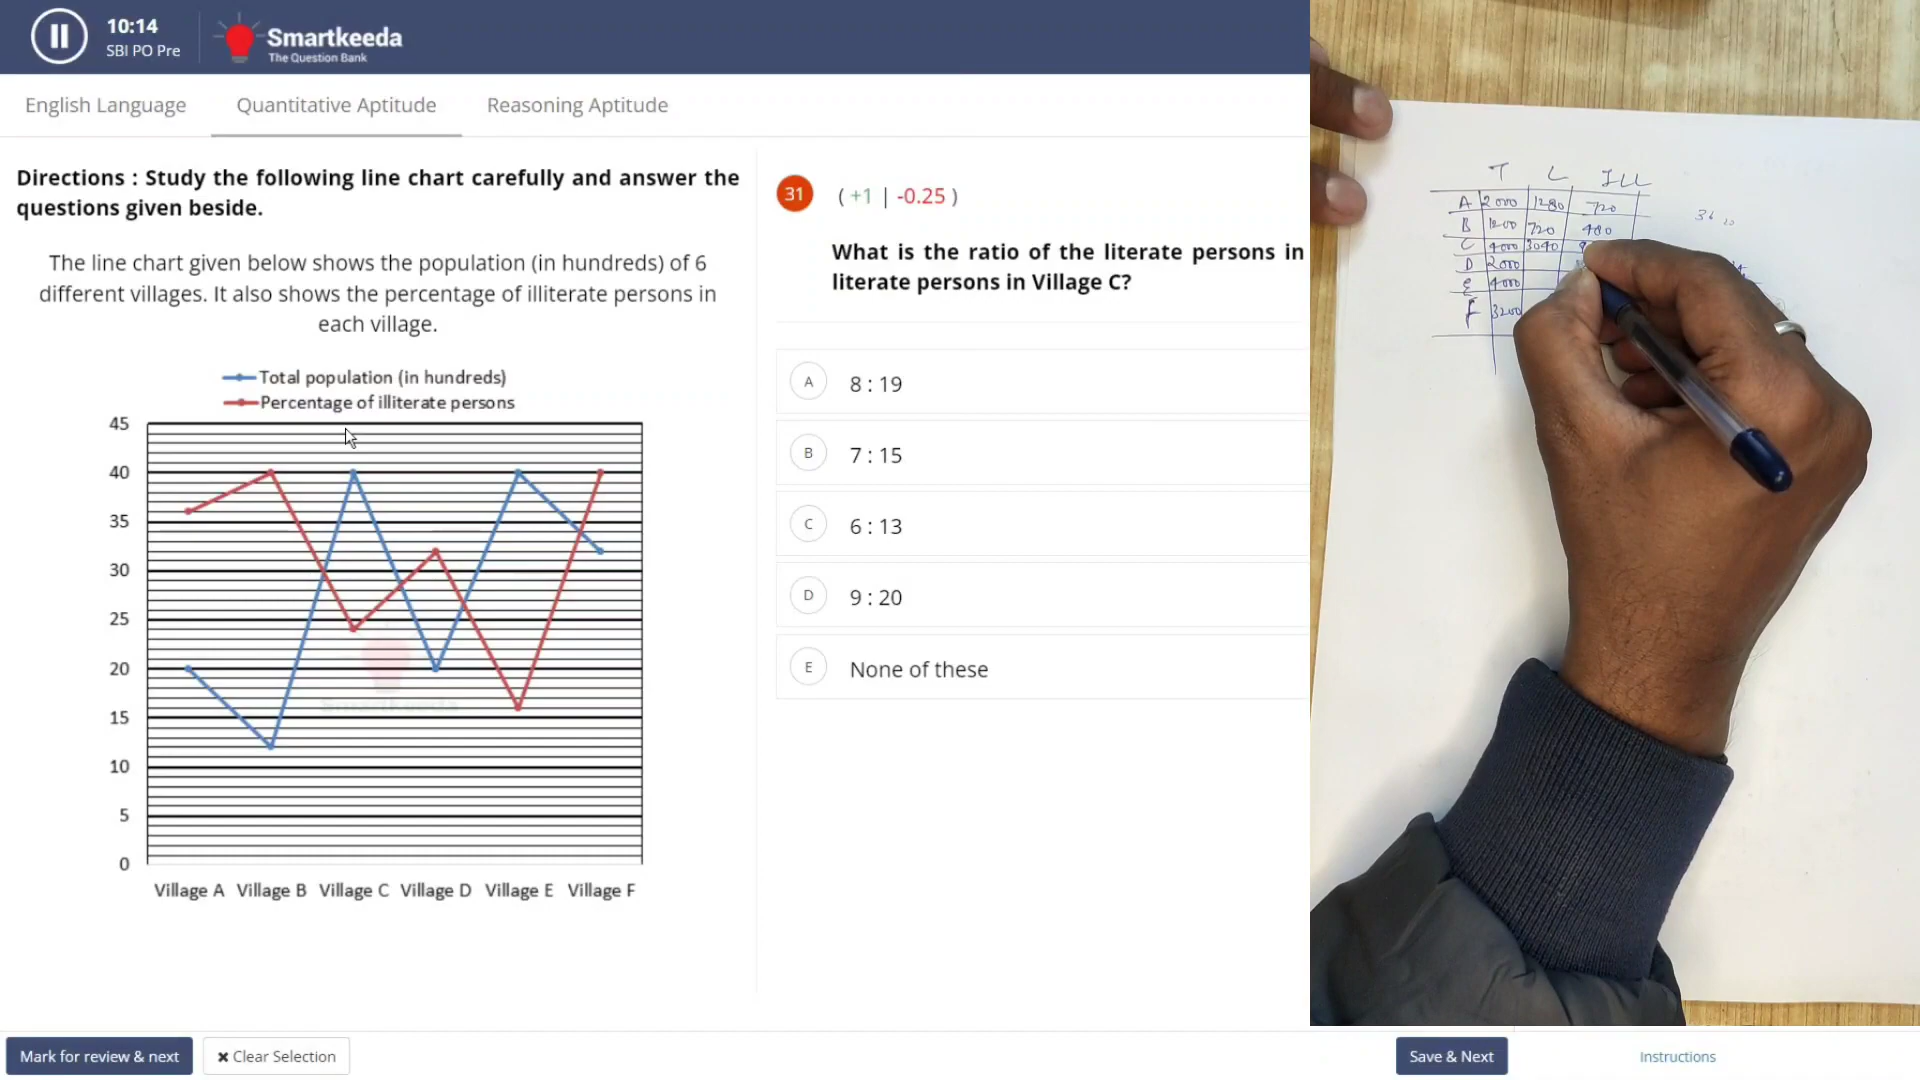 10:14
SBI PO Pre
Smartkeeda
The Question Bank
English Language
Quantitative Aptitude
Reasoning Aptitude
Directions : Study the following line chart carefully and answer the
questions given beside.
The line chart given below shows the population (in hundreds) of 6
different villages. It also shows the percentage of illiterate persons in
each village.
Total population (in hundreds)
Percentage of illiterate persons
45
40
35
30
25
20
15
10
5
0
Village A Village B Village C Village D Village E Village F
Smartkeeda
31
( +1 | -0.25 )
What is the ratio of the literate persons in
literate persons in Village C?
A 8 : 19
B 7 : 15
C 6 : 13
D 9 : 20
E None of these
T L ILL
A 2000 1280 720
B 1200 720 480
C 4000 3040
D 2000
E 4000
F 3200
36
Mark for review & next
Clear Selection
Save & Next
Instructions